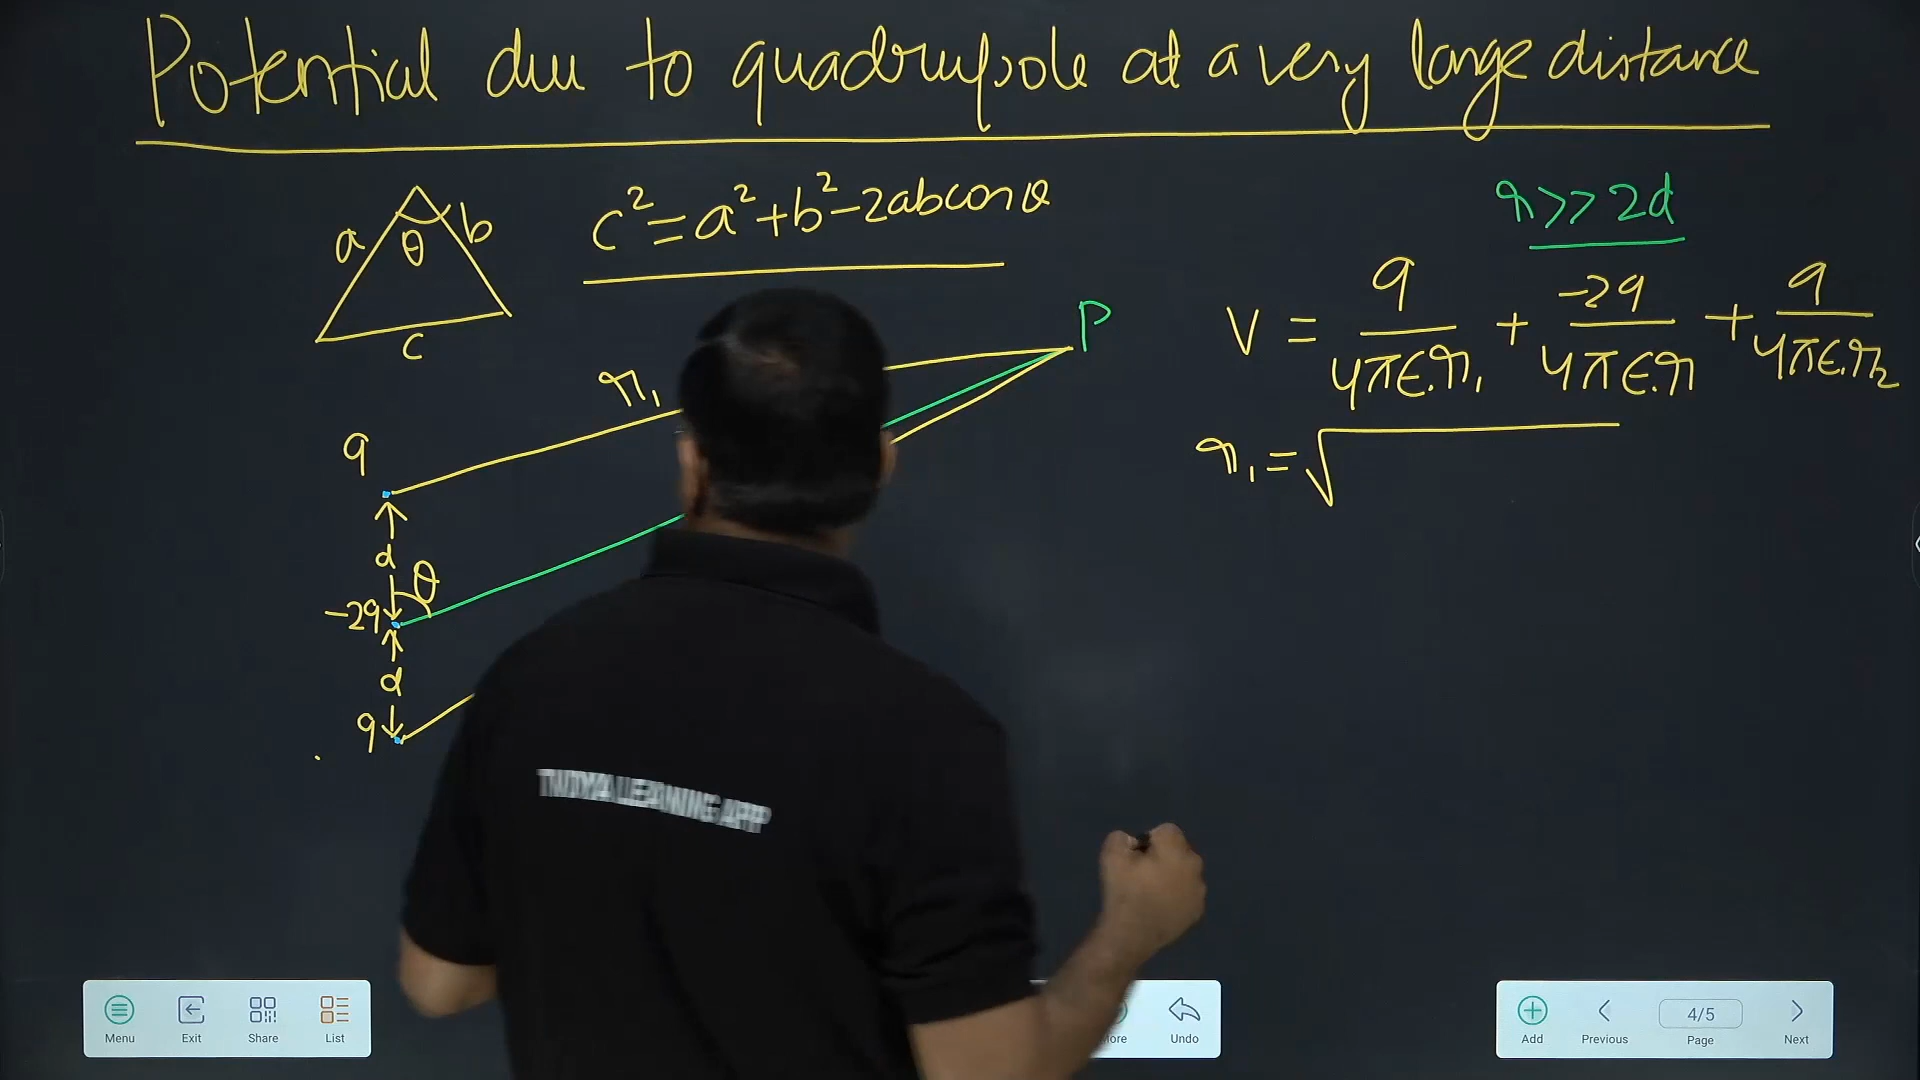 Potential due to quadrupole at a very large distance
a θ b
c
c² = a² + b² - 2ab cos θ
r >> 2d
V = q/4πε₀r₁ + -2q/4πε₀r + q/4πε₀r₂
r₁ = √
P
r₁
q
d
θ
-2q
d
q
LEARNING APP
Menu Exit Share List
Undo
Add Previous 4/5 Page Next